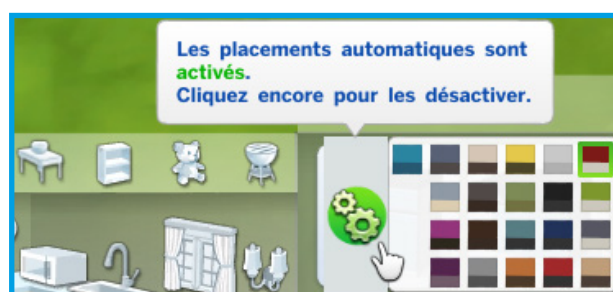 Les placements automatiques sont
activés.
Cliquez encore pour les désactiver.